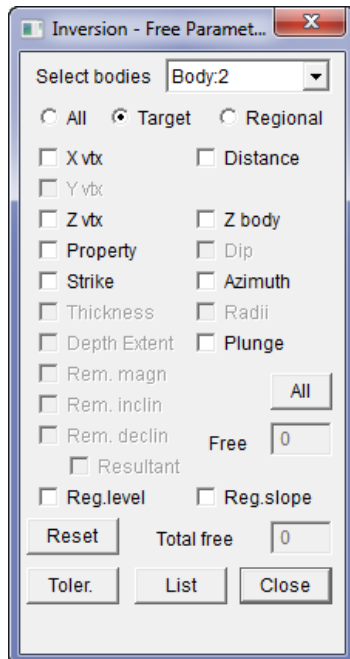 Inversion - Free Paramet...
Select bodies Body:2
All Target Regional
X vtx Distance
Y vtx
Z vtx Z body
Property Dip
Strike Azimuth
Thickness Radii
Depth Extent Plunge
Rem. magn
All
Rem. inclin
Rem. declin Free 0
Resultant
Reg.level Reg.slope
Reset Total free 0
Toler. List Close